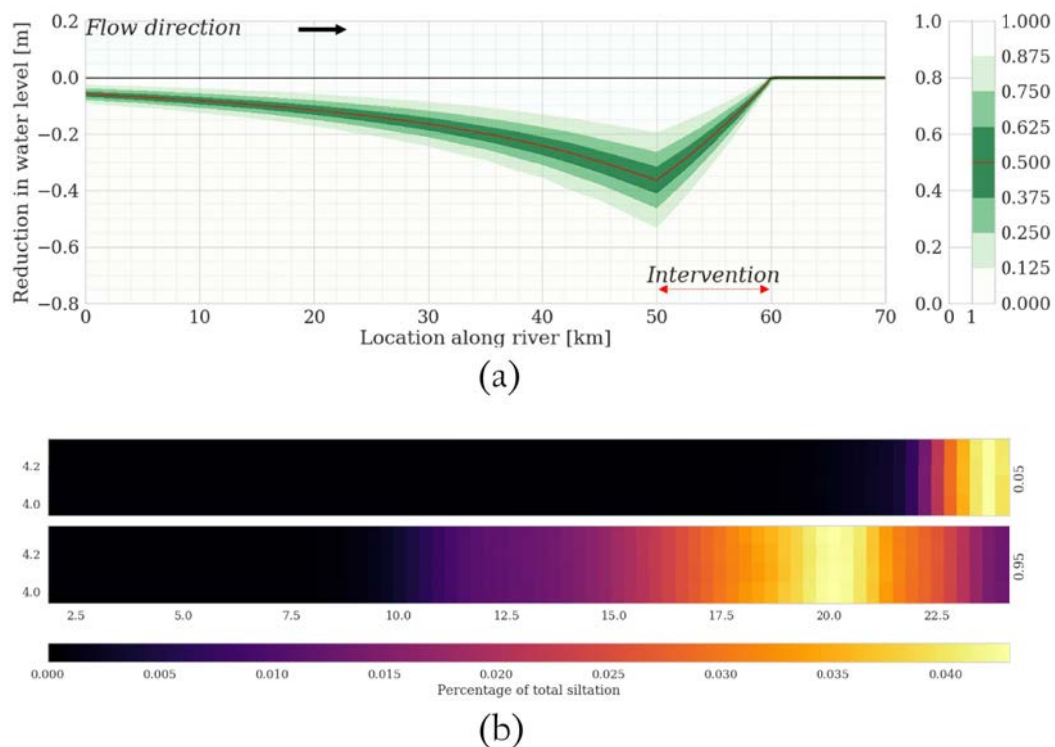 Flow direction
Reduction in water level [m]
0.2
0.0
−0.2
−0.4
−0.6
−0.8
Intervention
0 10 20 30 40 50 60 70
Location along river [km]
1.0
0.8
0.6
0.4
0.2
0.0
0 1
1.000
0.875
0.750
0.625
0.500
0.375
0.250
0.125
0.000
(a)
4.2
4.0
0.05
4.2
4.0
0.95
2.5 5.0 7.5 10.0 12.5 15.0 17.5 20.0 22.5
0.000 0.005 0.010 0.015 0.020 0.025 0.030 0.035 0.040
Percentage of total siltation
(b)